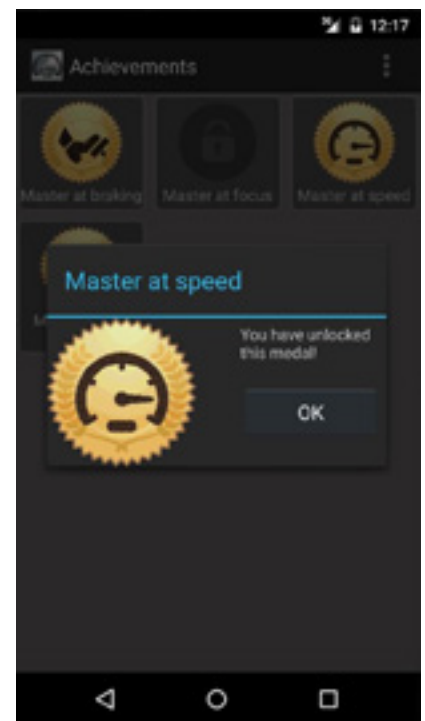 12:17
Achievements
Master at braking
Master at focus
Master at speed
Master at speed
You have unlocked
this medal!
OK